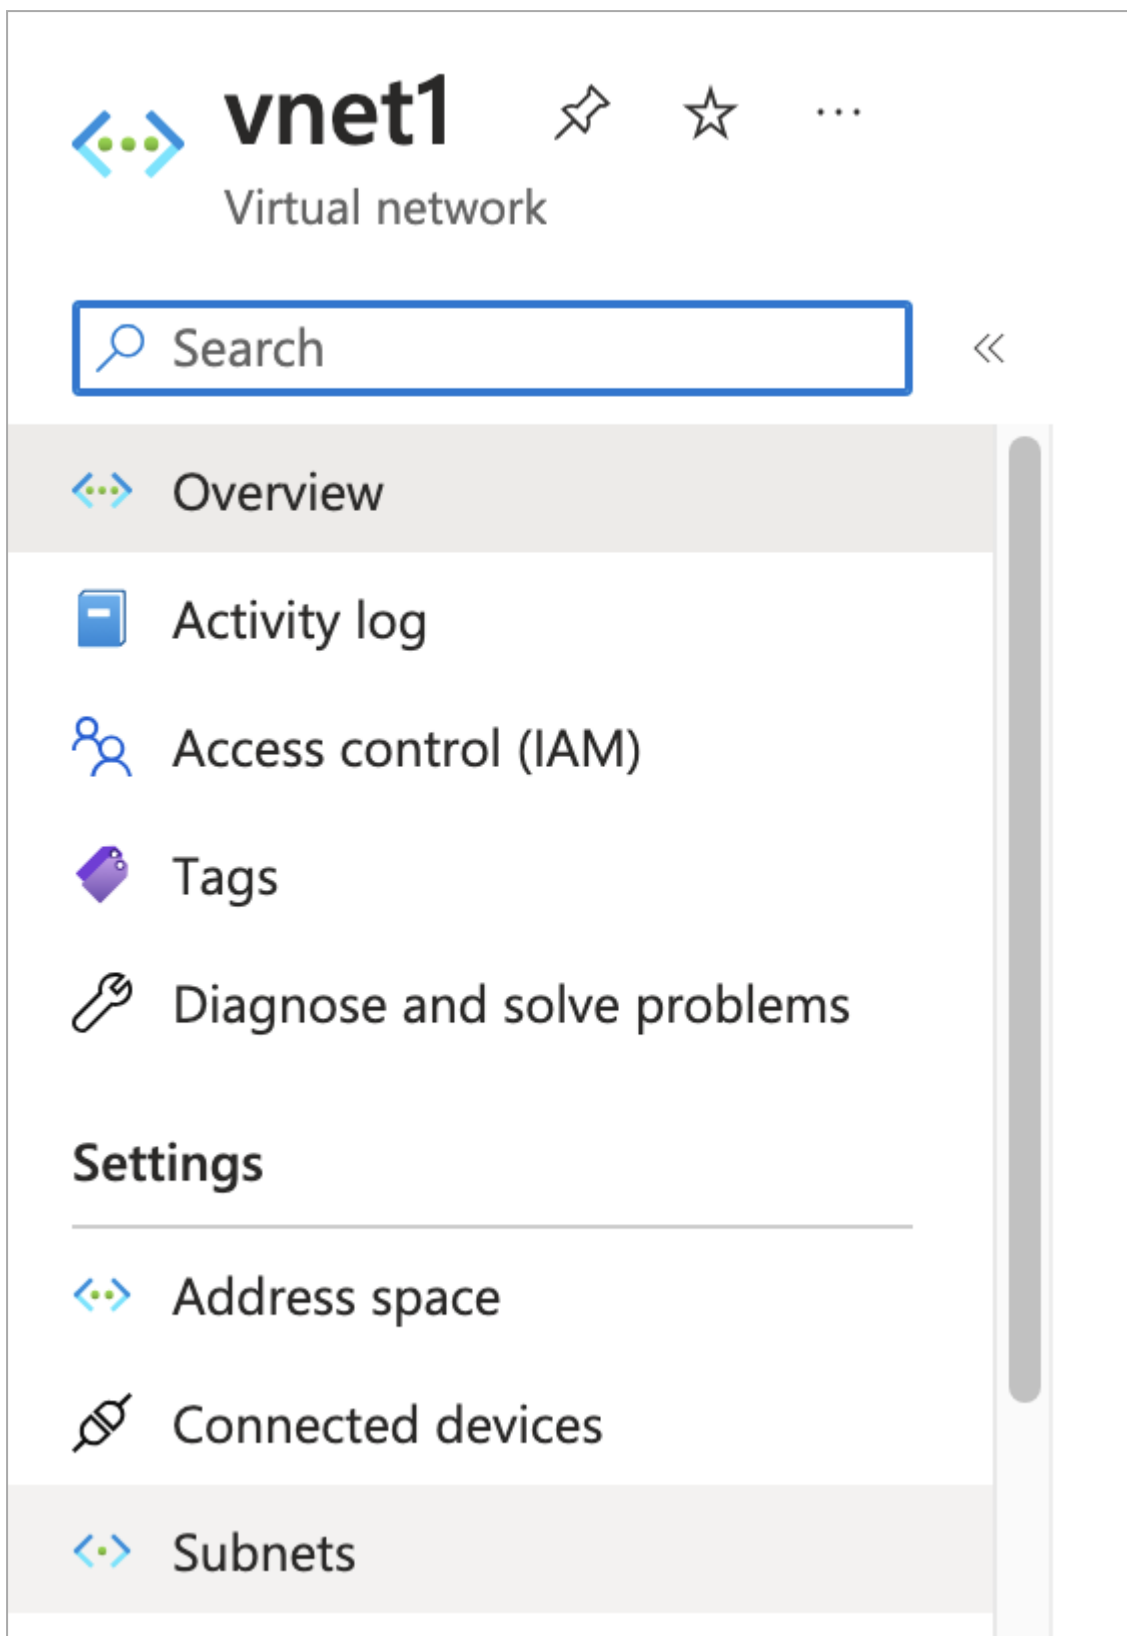 vnet1
Virtual network
Search
Overview
Activity log
Access control (IAM)
Tags
Diagnose and solve problems
Settings
Address space
Connected devices
Subnets